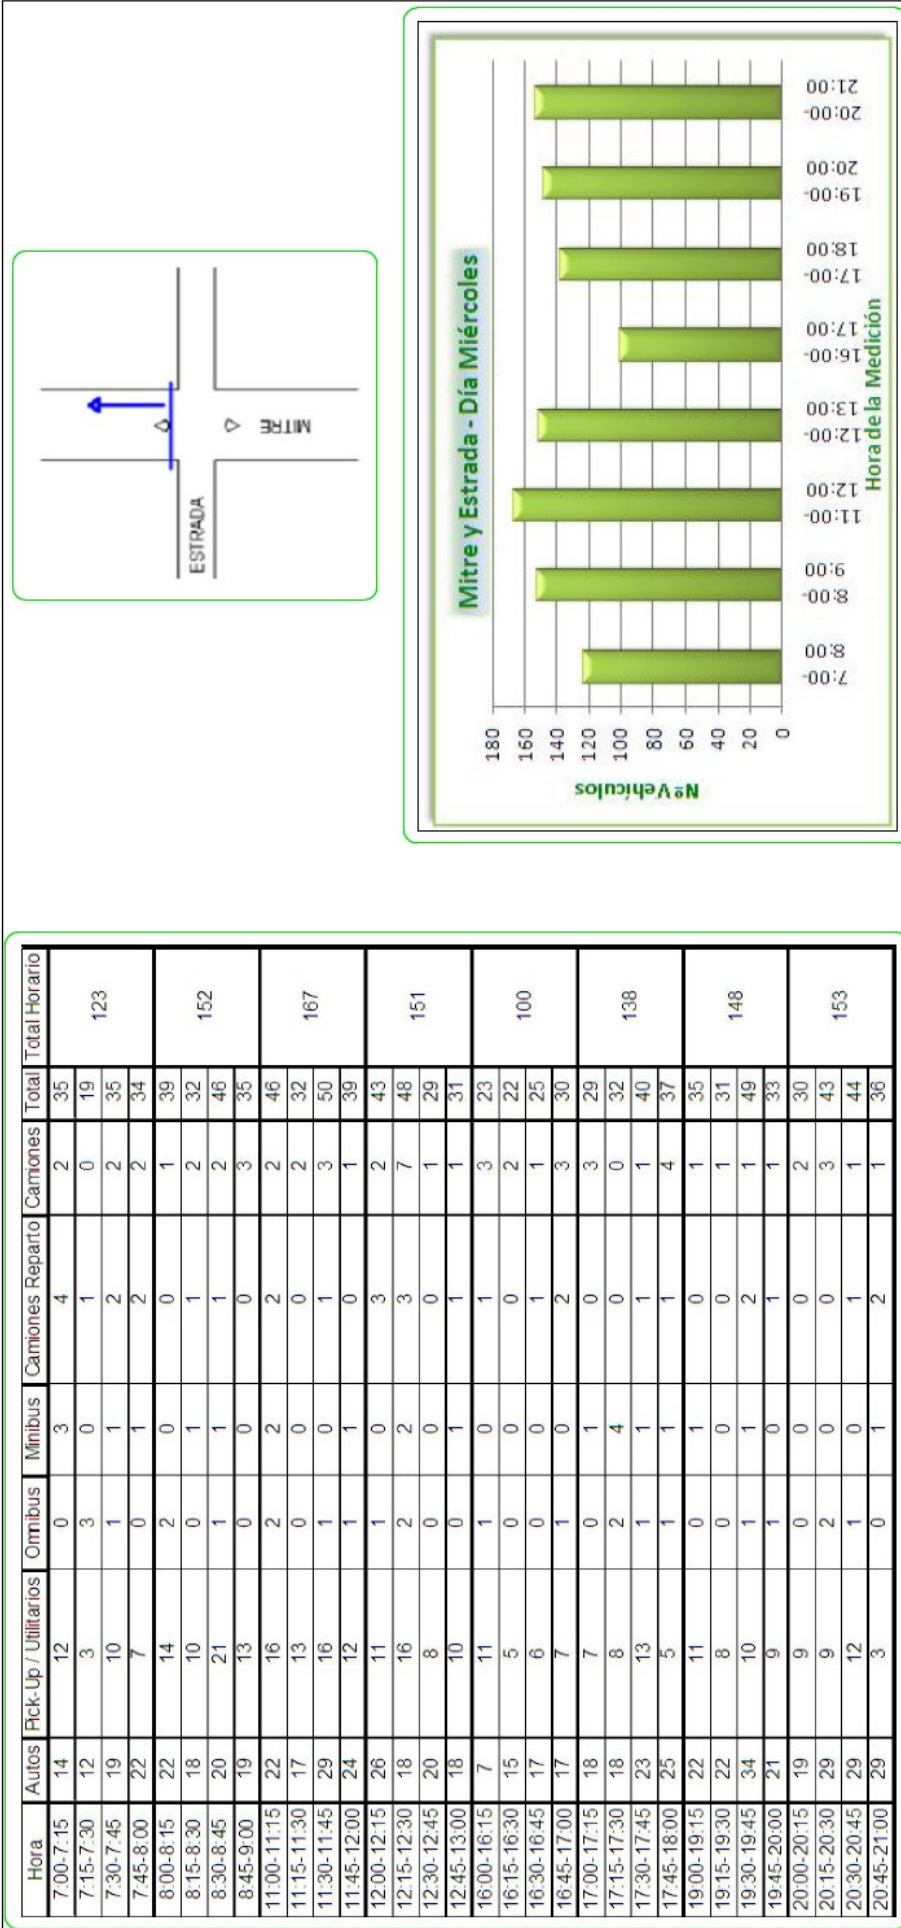 Hora Autos Pick-Up / Utilitarios Omnibus Minibus Camiones Reparto Camiones Total Total Horario
7:00-7:15 14 12 0 3 4 2 35 123
7:15-7:30 12 3 3 0 1 0 19
7:30-7:45 19 10 1 1 2 2 35
7:45-8:00 22 7 0 1 2 2 34
8:00-8:15 22 14 2 0 0 1 39 152
8:15-8:30 18 10 0 1 1 2 32
8:30-8:45 20 21 1 1 1 2 46
8:45-9:00 19 13 0 0 0 3 35
11:00-11:15 22 16 2 2 2 2 46 167
11:15-11:30 17 13 0 0 0 2 32
11:30-11:45 29 16 1 0 1 3 50
11:45-12:00 24 12 1 1 0 1 39
12:00-12:15 26 11 1 0 3 2 43 151
12:15-12:30 18 16 2 2 3 7 48
12:30-12:45 20 8 0 0 0 1 29
12:45-13:00 18 10 0 1 1 1 31
16:00-16:15 7 11 1 0 1 3 23 100
16:15-16:30 15 5 0 0 0 2 22
16:30-16:45 17 6 0 0 1 1 25
16:45-17:00 17 7 1 0 2 3 30
17:00-17:15 18 7 0 1 0 3 29 138
17:15-17:30 18 8 2 4 0 0 32
17:30-17:45 23 13 1 1 1 1 40
17:45-18:00 25 5 1 1 1 4 37
19:00-19:15 22 11 0 1 0 1 35 148
19:15-19:30 22 8 0 0 0 1 31
19:30-19:45 34 10 1 1 2 1 49
19:45-20:00 21 9 1 0 1 1 33
20:00-20:15 19 9 0 0 0 2 30 153
20:15-20:30 29 9 2 0 0 3 43
20:30-20:45 29 12 1 0 1 1 44
20:45-21:00 29 3 0 1 2 1 36
ESTRADA
MITRE
Mitre y Estrada - Día Miércoles
Nº Vehículos
180
160
140
120
100
80
60
40
20
0
7:00- 8:00- 11:00- 12:00- 16:00- 17:00- 19:00- 20:00-
8:00 9:00 12:00 13:00 17:00 18:00 20:00 21:00
Hora de la Medición